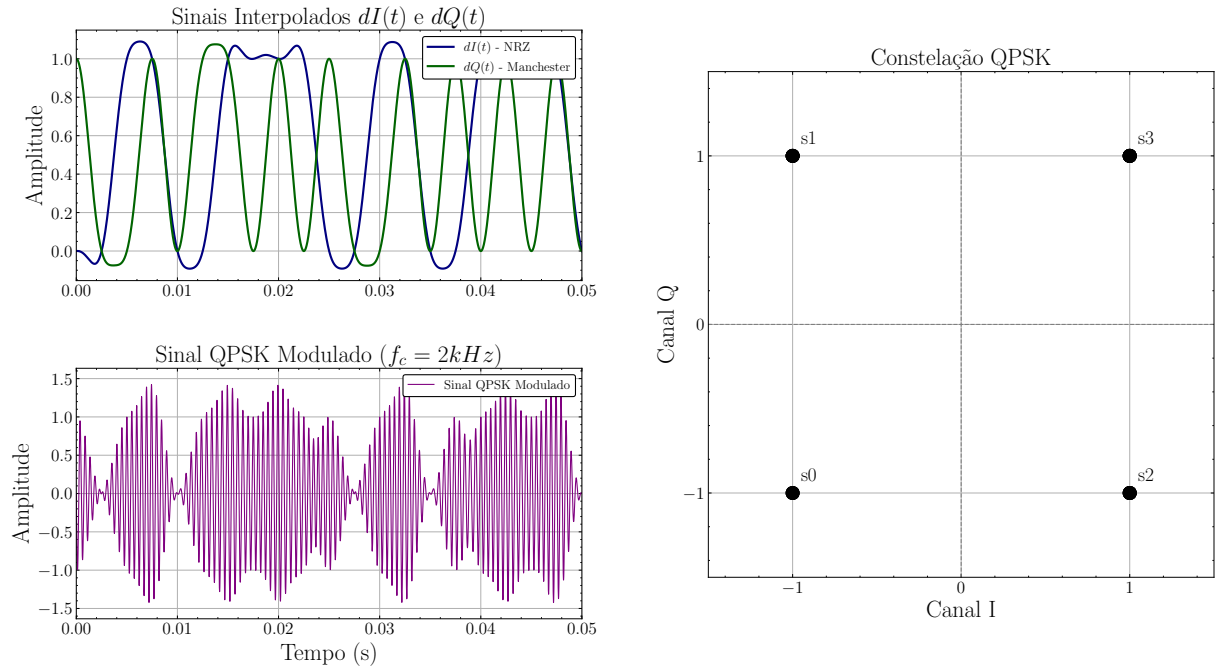 Sinais Interpolados dI(t) e dQ(t)
Amplitude
1.0
0.8
0.6
0.4
0.2
0.0
dI(t) - NRZ
dQ(t) - Manchester
0.00 0.01 0.02 0.03 0.04 0.05
Sinal QPSK Modulado (f_c = 2kHz)
Amplitude
1.5
1.0
0.5
0.0
−0.5
−1.0
−1.5
Sinal QPSK Modulado
0.00 0.01 0.02 0.03 0.04 0.05
Tempo (s)
Constelação QPSK
Canal Q
1
0
−1
s1
s3
s0
s2
−1 0 1
Canal I